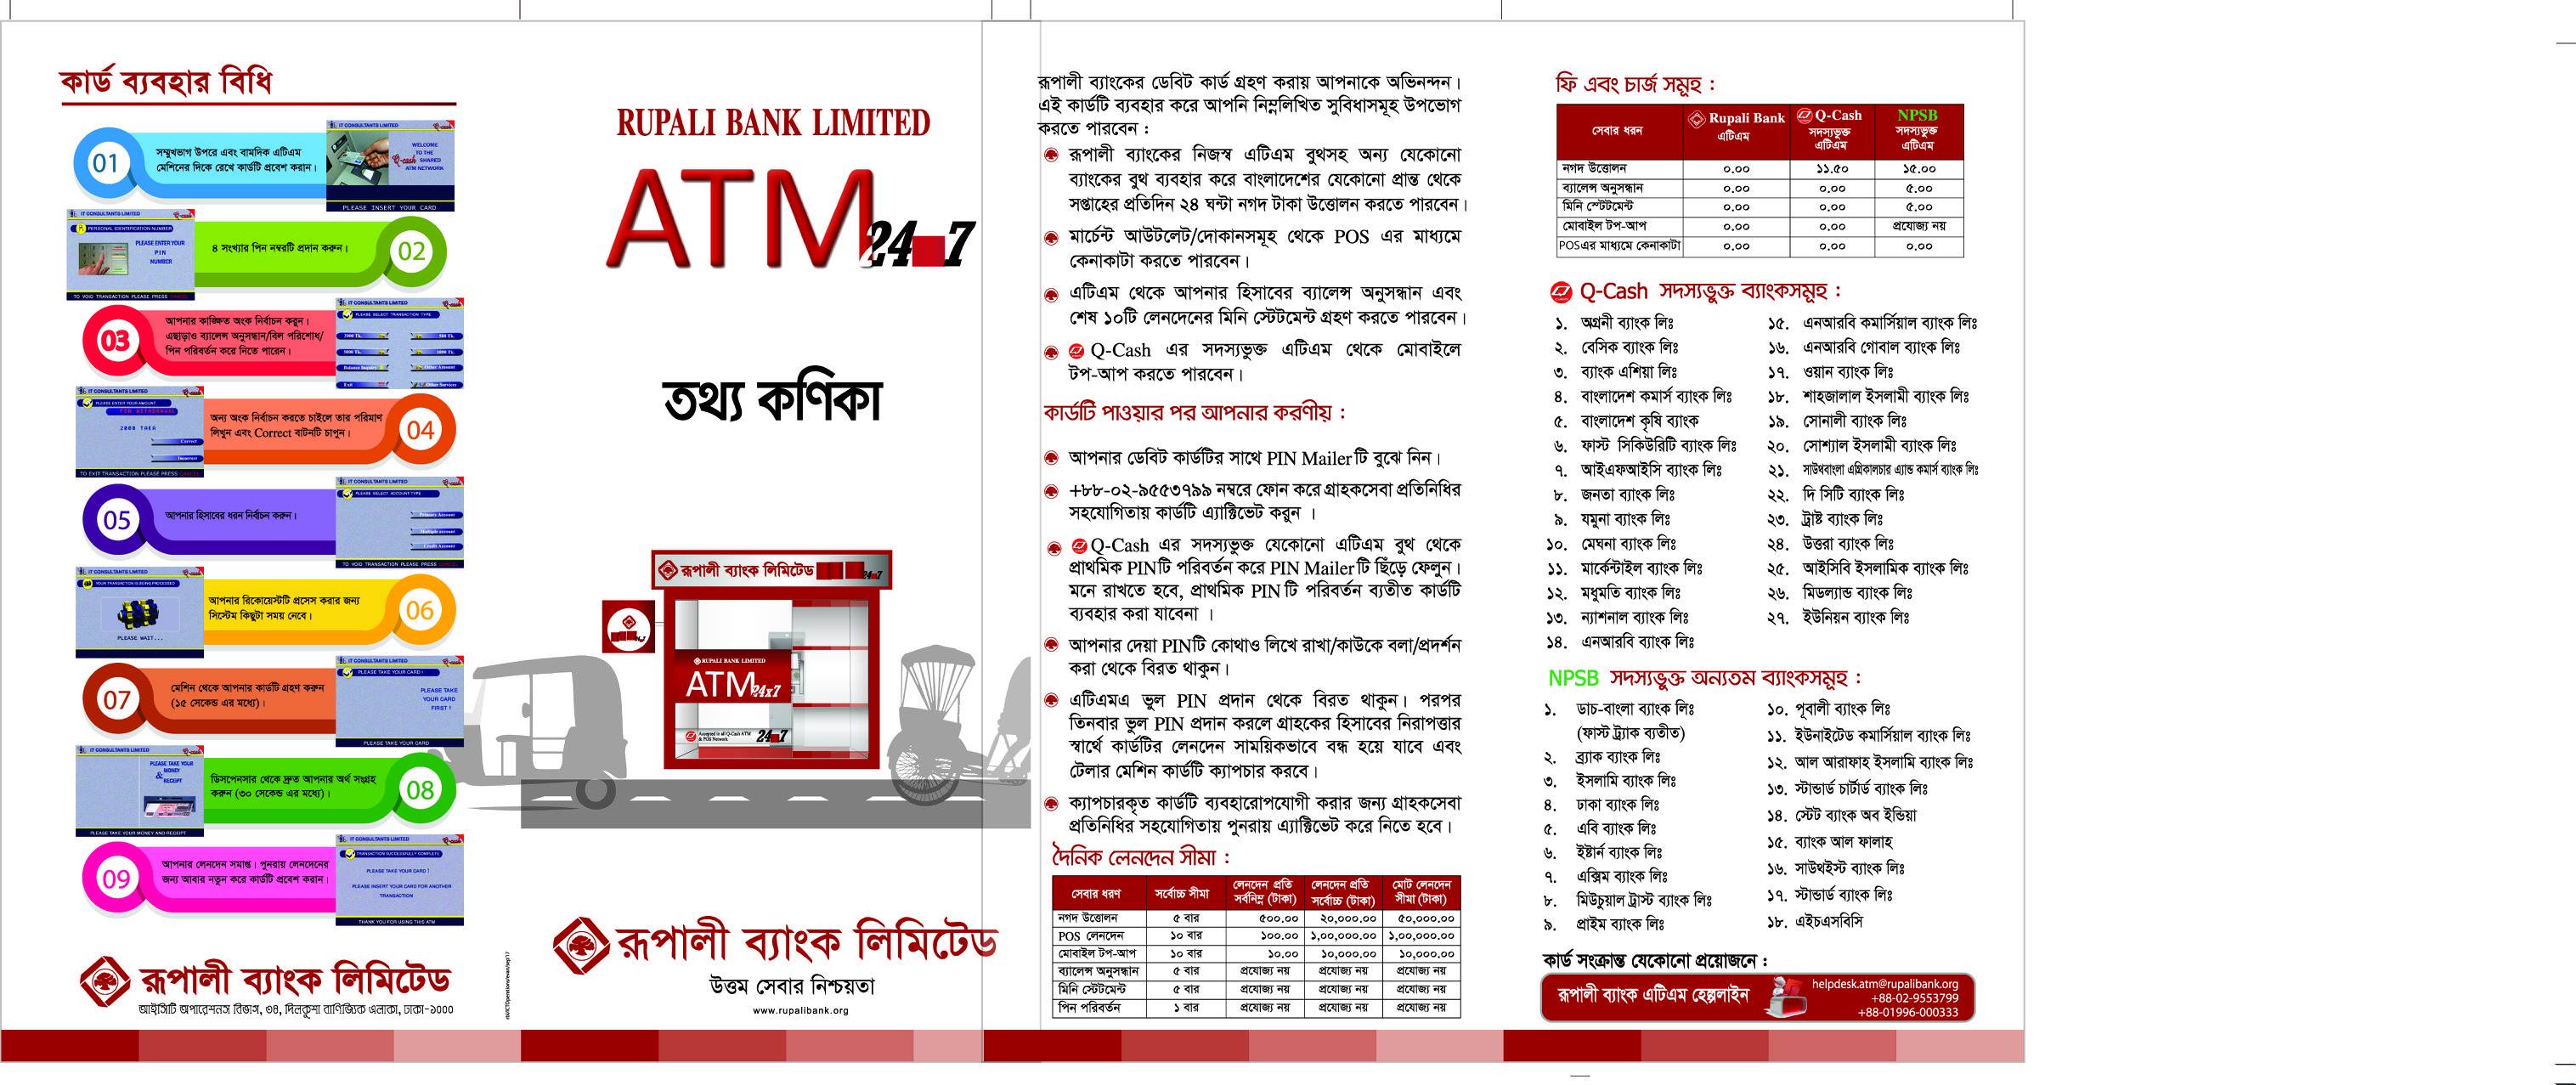 কার্ড ব্যবহার বিধি
01
সম্মুখভাগ উপরে এবং বামদিক এটিএম
মেশিনের দিকে রেখে কার্ডটি প্রবেশ করান।
IT CONSULTANTS LIMITED
WELCOME
TO THE
Q-cash SHARED
ATM NETWORK
PLEASE INSERT YOUR CARD
IT CONSULTANTS LIMITED
PERSONAL IDENTIFICATION NUMBER
PLEASE ENTER YOUR
PIN
NUMBER
TO VOID TRANSACTION PLEASE PRESS CANCEL
৪ সংখ্যার পিন নম্বরটি প্রদান করুন।
02
03
আপনার কাঙ্ক্ষিত অংক নির্বাচন করুন।
এছাড়াও ব্যালেন্স অনুসন্ধান/বিল পরিশোধ/
পিন পরিবর্তন করে নিতে পারেন।
IT CONSULTANTS LIMITED
PLEASE SELECT TRANSACTION TYPE
Balance Inquiry
Other Amount
Exit
Other Services
IT CONSULTANTS LIMITED
PLEASE ENTER YOUR AMOUNT
2000 TAKA
Correct
Incorrect
TO EXIT TRANSACTION PLEASE PRESS CANCEL
অন্য অংক নির্বাচন করতে চাইলে তার পরিমাণ
লিখুন এবং Correct বাটনটি চাপুন।
04
05
আপনার হিসাবের ধরন নির্বাচন করুন।
IT CONSULTANTS LIMITED
PLEASE SELECT ACCOUNT TYPE
Primary Account
Multiple account
Credit Account
TO VOID TRANSACTION PLEASE PRESS CANCEL
IT CONSULTANTS LIMITED
YOUR TRANSACTION IS BEING PROCESSED
PLEASE WAIT...
আপনার রিকোয়েস্টটি প্রসেস করার জন্য
সিস্টেম কিছুটা সময় নেবে।
06
07
মেশিন থেকে আপনার কার্ডটি গ্রহণ করুন
(১৫ সেকেন্ড এর মধ্যে)।
IT CONSULTANTS LIMITED
PLEASE TAKE YOUR CARD!
PLEASE TAKE
YOUR CARD
FIRST !
PLEASE TAKE YOUR CARD
IT CONSULTANTS LIMITED
PLEASE TAKE YOUR
MONEY
&
RECEIPT
PLEASE TAKE YOUR MONEY AND RECEIPT
ডিসপেনসার থেকে দ্রুত আপনার অর্থ সংগ্রহ
করুন (৩০ সেকেন্ড এর মধ্যে)।
08
09
আপনার লেনদেন সমাপ্ত। পুনরায় লেনদেনের
জন্য আবার নতুন করে কার্ডটি প্রবেশ করান।
IT CONSULTANTS LIMITED
TRANSACTION SUCCESSFULLY COMPLETE
PLEASE TAKE YOUR CARD !
PLEASE INSERT YOUR CARD FOR ANOTHER
TRANSACTION
THANK YOU FOR USING THIS ATM
রূপালী ব্যাংক লিমিটেড
আইসিটি অপারেশনস বিভাগ, ৩৪, দিলকুশা বাণিজ্যিক এলাকা, ঢাকা-১০০০
RUPALI BANK LIMITED
ATM
24 7
তথ্য কণিকা
রূপালী ব্যাংক লিমিটেড 24 7
RUPALI BANK LIMITED
ATM 24x7
Accepted in all Q-Cash ATM
& POS Network
24 7
রূপালী ব্যাংক লিমিটেড
উত্তম সেবার নিশ্চয়তা
www.rupalibank.org
রূপালী ব্যাংকের ডেবিট কার্ড গ্রহণ করায় আপনাকে অভিনন্দন।
এই কার্ডটি ব্যবহার করে আপনি নিম্নলিখিত সুবিধাসমূহ উপভোগ
করতে পারবেন :
রূপালী ব্যাংকের নিজস্ব এটিএম বুথসহ অন্য যেকোনো
ব্যাংকের বুথ ব্যবহার করে বাংলাদেশের যেকোনো প্রান্ত থেকে
সপ্তাহের প্রতিদিন ২৪ ঘন্টা নগদ টাকা উত্তোলন করতে পারবেন।
মার্চেন্ট আউটলেট/দোকানসমূহ থেকে POS এর মাধ্যমে
কেনাকাটা করতে পারবেন।
এটিএম থেকে আপনার হিসাবের ব্যালেন্স অনুসন্ধান এবং
শেষ ১০টি লেনদেনের মিনি স্টেটমেন্ট গ্রহণ করতে পারবেন।
Q-Cash এর সদস্যভুক্ত এটিএম থেকে মোবাইলে
টপ-আপ করতে পারবেন।
কার্ডটি পাওয়ার পর আপনার করণীয় :
আপনার ডেবিট কার্ডটির সাথে PIN Mailerটি বুঝে নিন।
+৮৮-০২-৯৫৫৩৭৯৯ নম্বরে ফোন করে গ্রাহকসেবা প্রতিনিধির
সহযোগিতায় কার্ডটি এ্যাক্টিভেট করুন ।
Q-Cash এর সদস্যভুক্ত যেকোনো এটিএম বুথ থেকে
প্রাথমিক PINটি পরিবর্তন করে PIN Mailerটি ছিঁড়ে ফেলুন।
মনে রাখতে হবে, প্রাথমিক PINটি পরিবর্তন ব্যতীত কার্ডটি
ব্যবহার করা যাবেনা ।
আপনার দেয়া PINটি কোথাও লিখে রাখা/কাউকে বলা/প্রদর্শন
করা থেকে বিরত থাকুন।
এটিএমএ ভুল PIN প্রদান থেকে বিরত থাকুন। পরপর
তিনবার ভুল PIN প্রদান করলে গ্রাহকের হিসাবের নিরাপত্তার
স্বার্থে কার্ডটির লেনদেন সাময়িকভাবে বন্ধ হয়ে যাবে এবং
টেলার মেশিন কার্ডটি ক্যাপচার করবে।
ক্যাপচারকৃত কার্ডটি ব্যবহারোপযোগী করার জন্য গ্রাহকসেবা
প্রতিনিধির সহযোগিতায় পুনরায় এ্যাক্টিভেট করে নিতে হবে।
দৈনিক লেনদেন সীমা :
সেবার ধরণ সর্বোচ্চ সীমা লেনদেন প্রতি সর্বনিম্ন (টাকা) লেনদেন প্রতি সর্বোচ্চ (টাকা) মোট লেনদেন সীমা (টাকা)
নগদ উত্তোলন ৫ বার ৫০০.০০ ২০,০০০.০০ ৫০,০০০.০০
POS লেনদেন ১০ বার ১০০.০০ ১,০০,০০০.০০ ১,০০,০০০.০০
মোবাইল টপ-আপ ১০ বার ১০.০০ ১০,০০০.০০ ১০,০০০.০০
ব্যালেন্স অনুসন্ধান ৫ বার প্রযোজ্য নয় প্রযোজ্য নয় প্রযোজ্য নয়
মিনি স্টেটমেন্ট ৫ বার প্রযোজ্য নয় প্রযোজ্য নয় প্রযোজ্য নয়
পিন পরিবর্তন ১ বার প্রযোজ্য নয় প্রযোজ্য নয় প্রযোজ্য নয়
ফি এবং চার্জ সমূহ :
সেবার ধরন Rupali Bank এটিএম Q-Cash সদস্যভুক্ত এটিএম NPSB সদস্যভুক্ত এটিএম
নগদ উত্তোলন ০.০০ ১১.৫০ ১৫.০০
ব্যালেন্স অনুসন্ধান ০.০০ ০.০০ ৫.০০
মিনি স্টেটমেন্ট ০.০০ ০.০০ ৫.০০
মোবাইল টপ-আপ ০.০০ ০.০০ প্রযোজ্য নয়
POSএর মাধ্যমে কেনাকাটা ০.০০ ০.০০ ০.০০
Q-Cash সদস্যভুক্ত ব্যাংকসমূহ :
১. অগ্রনী ব্যাংক লিঃ
২. বেসিক ব্যাংক লিঃ
৩. ব্যাংক এশিয়া লিঃ
৪. বাংলাদেশ কমার্স ব্যাংক লিঃ
৫. বাংলাদেশ কৃষি ব্যাংক
৬. ফাস্ট সিকিউরিটি ব্যাংক লিঃ
৭. আইএফআইসি ব্যাংক লিঃ
৮. জনতা ব্যাংক লিঃ
৯. যমুনা ব্যাংক লিঃ
১০. মেঘনা ব্যাংক লিঃ
১১. মার্কেন্টাইল ব্যাংক লিঃ
১২. মধুমতি ব্যাংক লিঃ
১৩. ন্যাশনাল ব্যাংক লিঃ
১৪. এনআরবি ব্যাংক লিঃ
১৫. এনআরবি কমার্সিয়াল ব্যাংক লিঃ
১৬. এনআরবি গোবাল ব্যাংক লিঃ
১৭. ওয়ান ব্যাংক লিঃ
১৮. শাহজালাল ইসলামী ব্যাংক লিঃ
১৯. সোনালী ব্যাংক লিঃ
২০. সোশ্যাল ইসলামী ব্যাংক লিঃ
২১. সাউথবাংলা এগ্রিকালচার এ্যান্ড কমার্স ব্যাংক লিঃ
২২. দি সিটি ব্যাংক লিঃ
২৩. ট্রাষ্ট ব্যাংক লিঃ
২৪. উত্তরা ব্যাংক লিঃ
২৫. আইসিবি ইসলামিক ব্যাংক লিঃ
২৬. মিডল্যান্ড ব্যাংক লিঃ
২৭. ইউনিয়ন ব্যাংক লিঃ
NPSB সদস্যভুক্ত অন্যতম ব্যাংকসমূহ :
১. ডাচ-বাংলা ব্যাংক লিঃ
(ফাস্ট ট্র্যাক ব্যতীত)
২. ব্র্যাক ব্যাংক লিঃ
৩. ইসলামি ব্যাংক লিঃ
৪. ঢাকা ব্যাংক লিঃ
৫. এবি ব্যাংক লিঃ
৬. ইষ্টার্ন ব্যাংক লিঃ
৭. এক্সিম ব্যাংক লিঃ
৮. মিউচুয়াল ট্রাস্ট ব্যাংক লিঃ
৯. প্রাইম ব্যাংক লিঃ
১০. পূবালী ব্যাংক লিঃ
১১. ইউনাইটেড কমার্সিয়াল ব্যাংক লিঃ
১২. আল আরাফাহ ইসলামি ব্যাংক লিঃ
১৩. স্টান্ডার্ড চার্টার্ড ব্যাংক লিঃ
১৪. স্টেট ব্যাংক অব ইন্ডিয়া
১৫. ব্যাংক আল ফালাহ
১৬. সাউথইস্ট ব্যাংক লিঃ
১৭. স্টান্ডার্ড ব্যাংক লিঃ
১৮. এইচএসবিসি
কার্ড সংক্রান্ত যেকোনো প্রয়োজনে :
রূপালী ব্যাংক এটিএম হেল্পলাইন
helpdesk.atm@rupalibank.org
+88-02-9553799
+88-01996-000333